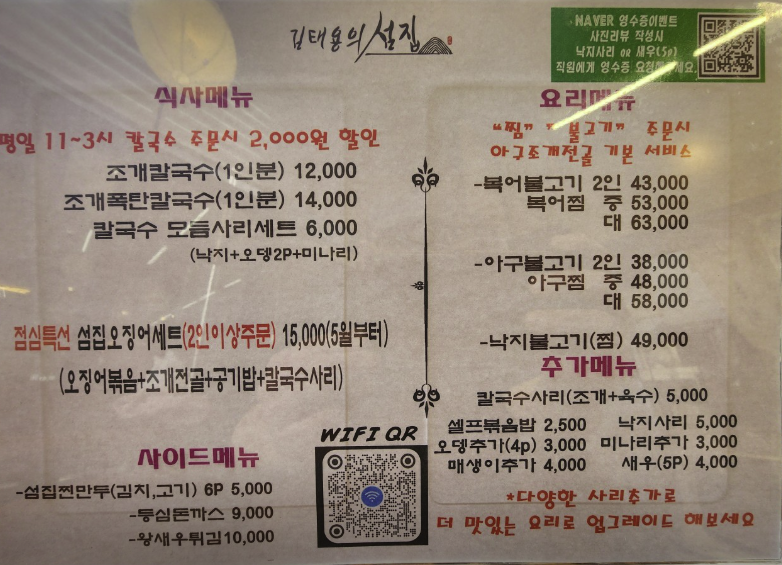 김태용의 섬집
NAVER 영수증이벤트
사진리뷰 작성시
낙지사리 OR 새우(5p)
직원에게 영수증 요청해주세요.
식사메뉴
평일 11~3시 칼국수 주문시 2,000원 할인
조개칼국수(1인분) 12,000
조개폭탄칼국수(1인분) 14,000
칼국수 모듬사리세트 6,000
(낙지+오뎅2P+미나리)
점심특선 섬집오징어세트(2인이상주문) 15,000(5월부터)
(오징어볶음+조개전골+공기밥+칼국수사리)
사이드메뉴
-섬집찐만두(김치,고기) 6P 5,000
-등심돈까스 9,000
-왕새우튀김10,000
WIFI QR
요리메뉴
"찜" "불고기" 주문시
아구조개전골 기본 서비스
-복어불고기 2인 43,000
복어찜 중 53,000
대 63,000
-아구불고기 2인 38,000
아구찜 중 48,000
대 58,000
-낙지불고기(찜) 49,000
추가메뉴
칼국수사리(조개+육수) 5,000
셀프볶음밥 2,500 낙지사리 5,000
오뎅추가(4p) 3,000 미나리추가 3,000
매생이추가 4,000 새우(5P) 4,000
*다양한 사리추가로
더 맛있는 요리로 업그레이드 해보세요